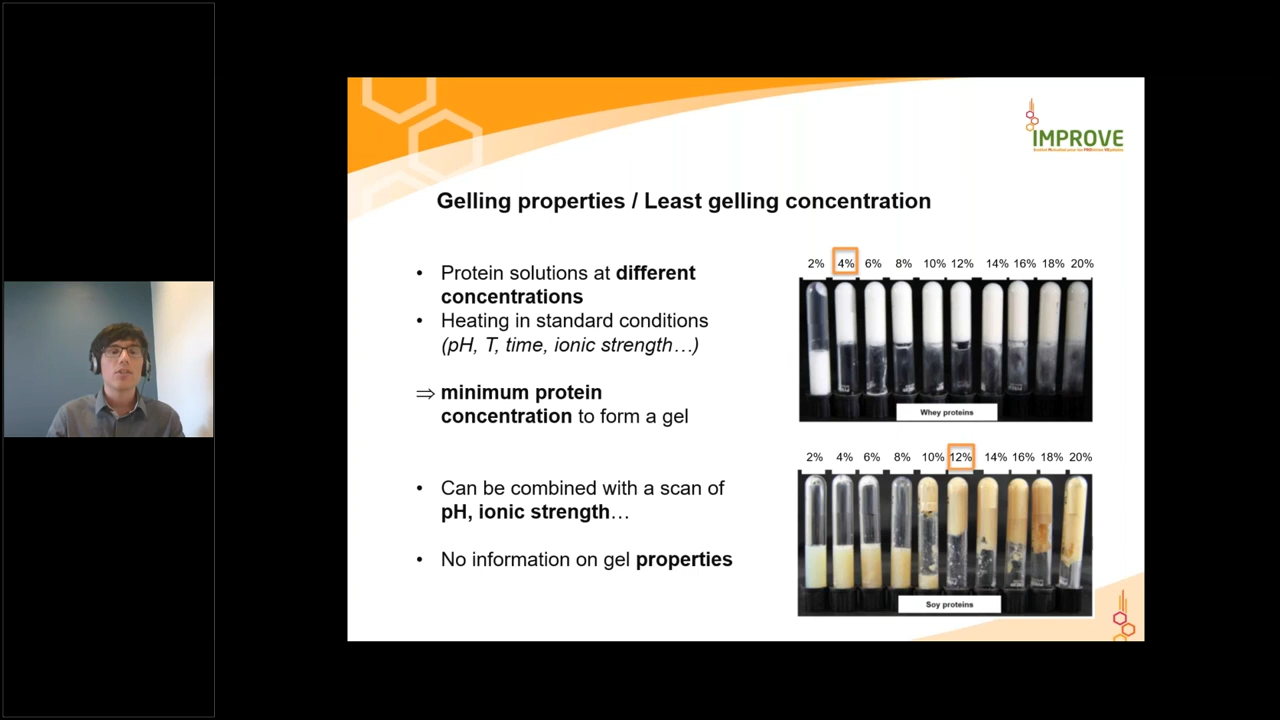 IMPROVE
Gelling properties / Least gelling concentration
• Protein solutions at different
concentrations
• Heating in standard conditions
(pH, T, time, ionic strength…)
⇒ minimum protein
concentration to form a gel
• Can be combined with a scan of
pH, ionic strength…
• No information on gel properties
2% 4% 6% 8% 10% 12% 14% 16% 18% 20%
Whey proteins
2% 4% 6% 8% 10% 12% 14% 16% 18% 20%
Soy proteins